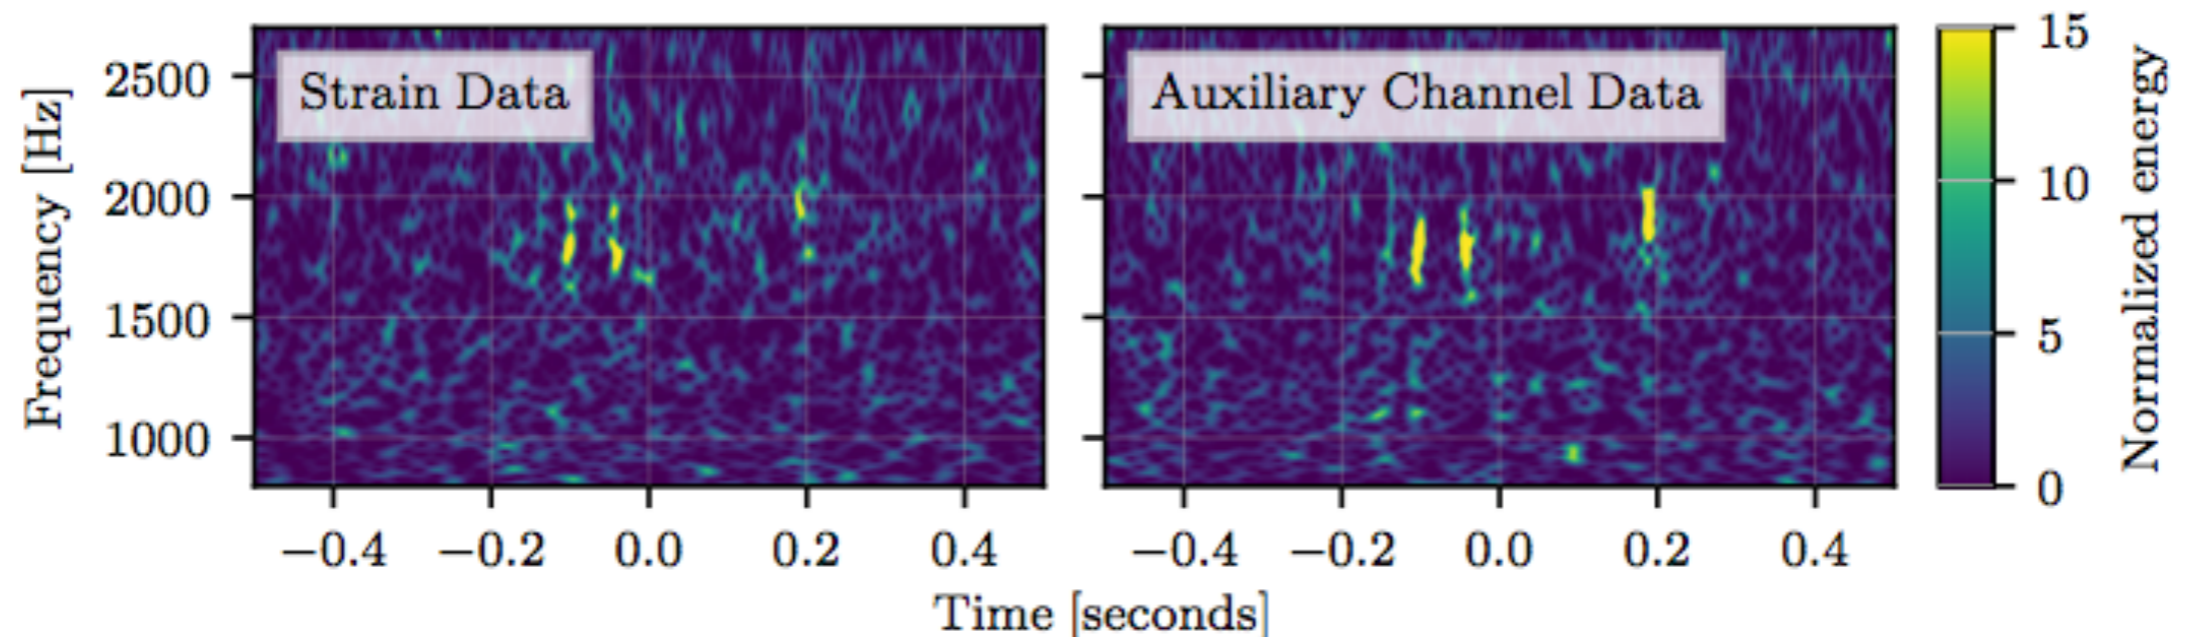 Strain Data
Auxiliary Channel Data
Frequency [Hz]
2500
2000
1500
1000
−0.4 −0.2 0.0 0.2 0.4
−0.4 −0.2 0.0 0.2 0.4
Time [seconds]
15
10
5
0
Normalized energy